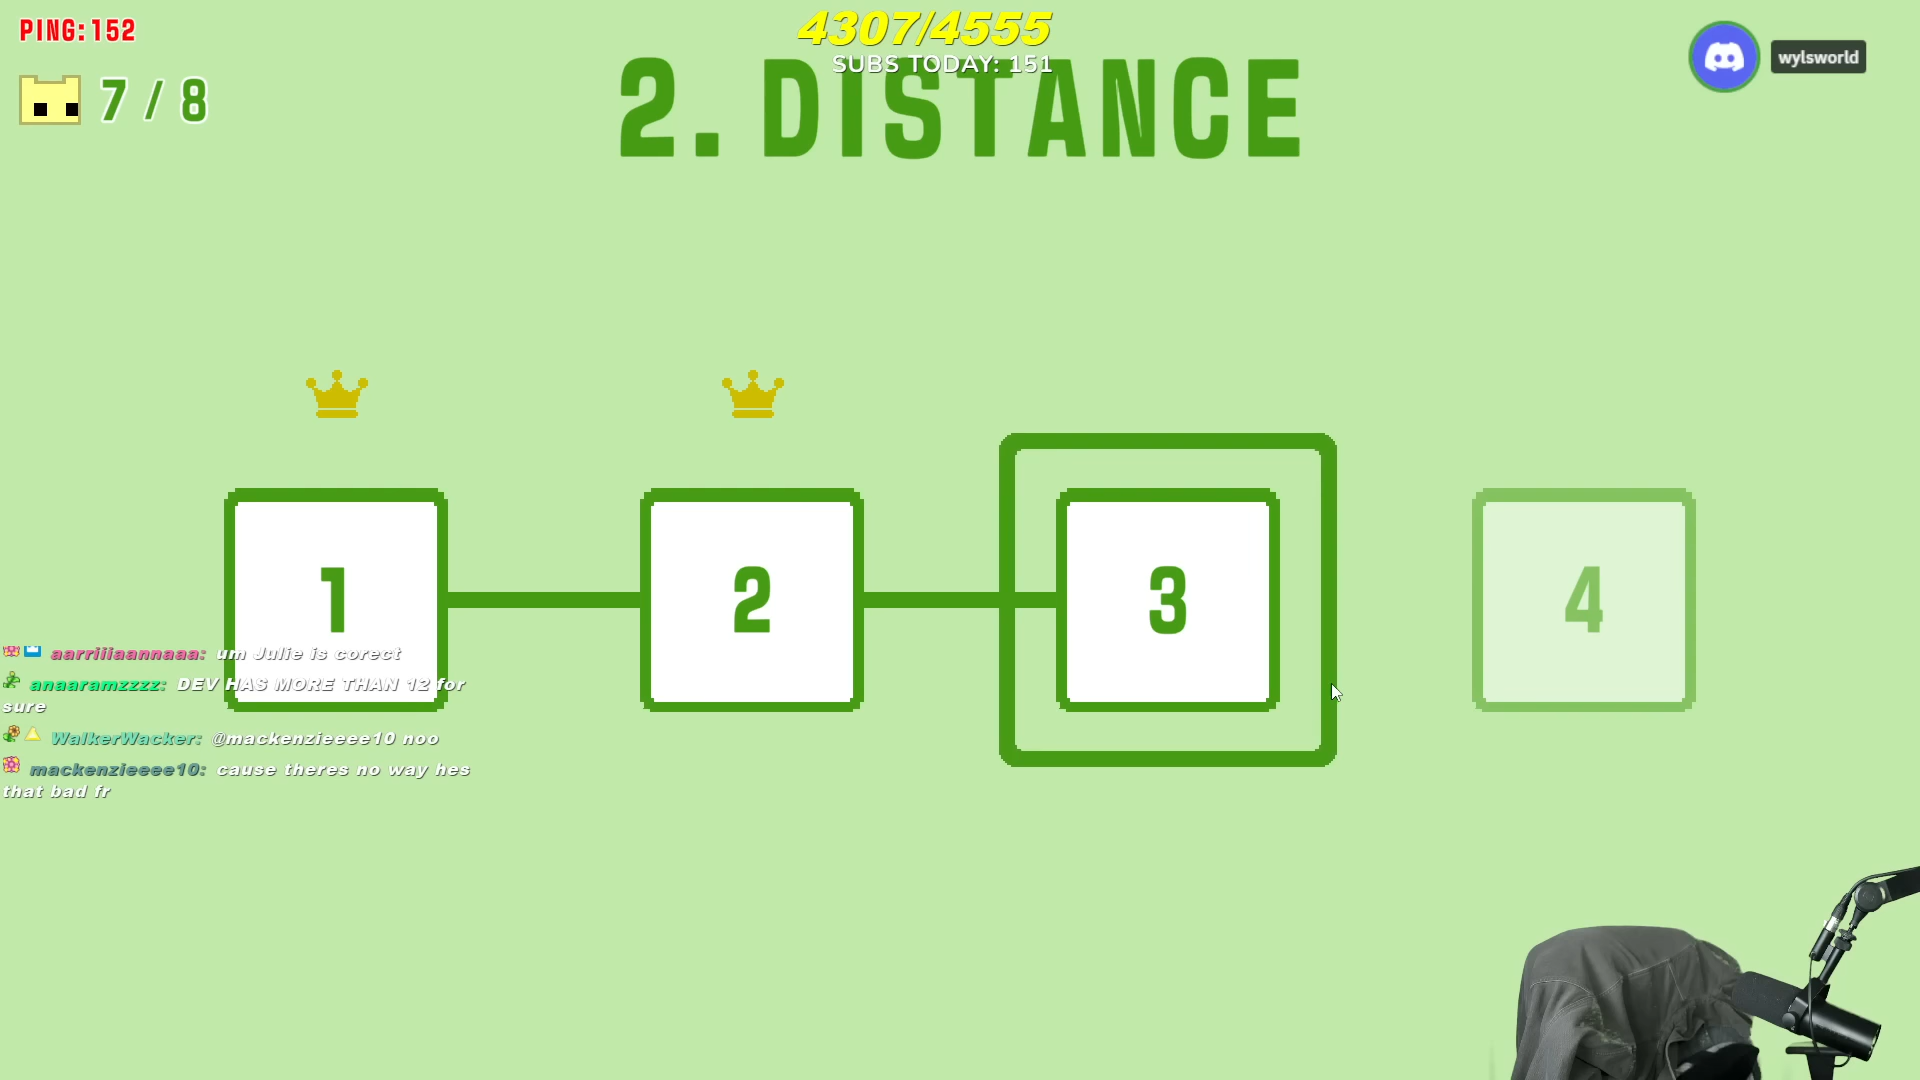 PING:152
4307/4555
SUBS TODAY: 151
wylsworld
7 / 8
2. DISTANCE
1
2
3
4
aarriiiaannaaa: um Julie is corect
anaaramzzzz: DEV HAS MORE THAN 12 for
sure
WalkerWacker: @mackenzieeee10 noo
mackenzieeee10: cause theres no way hes
that bad fr